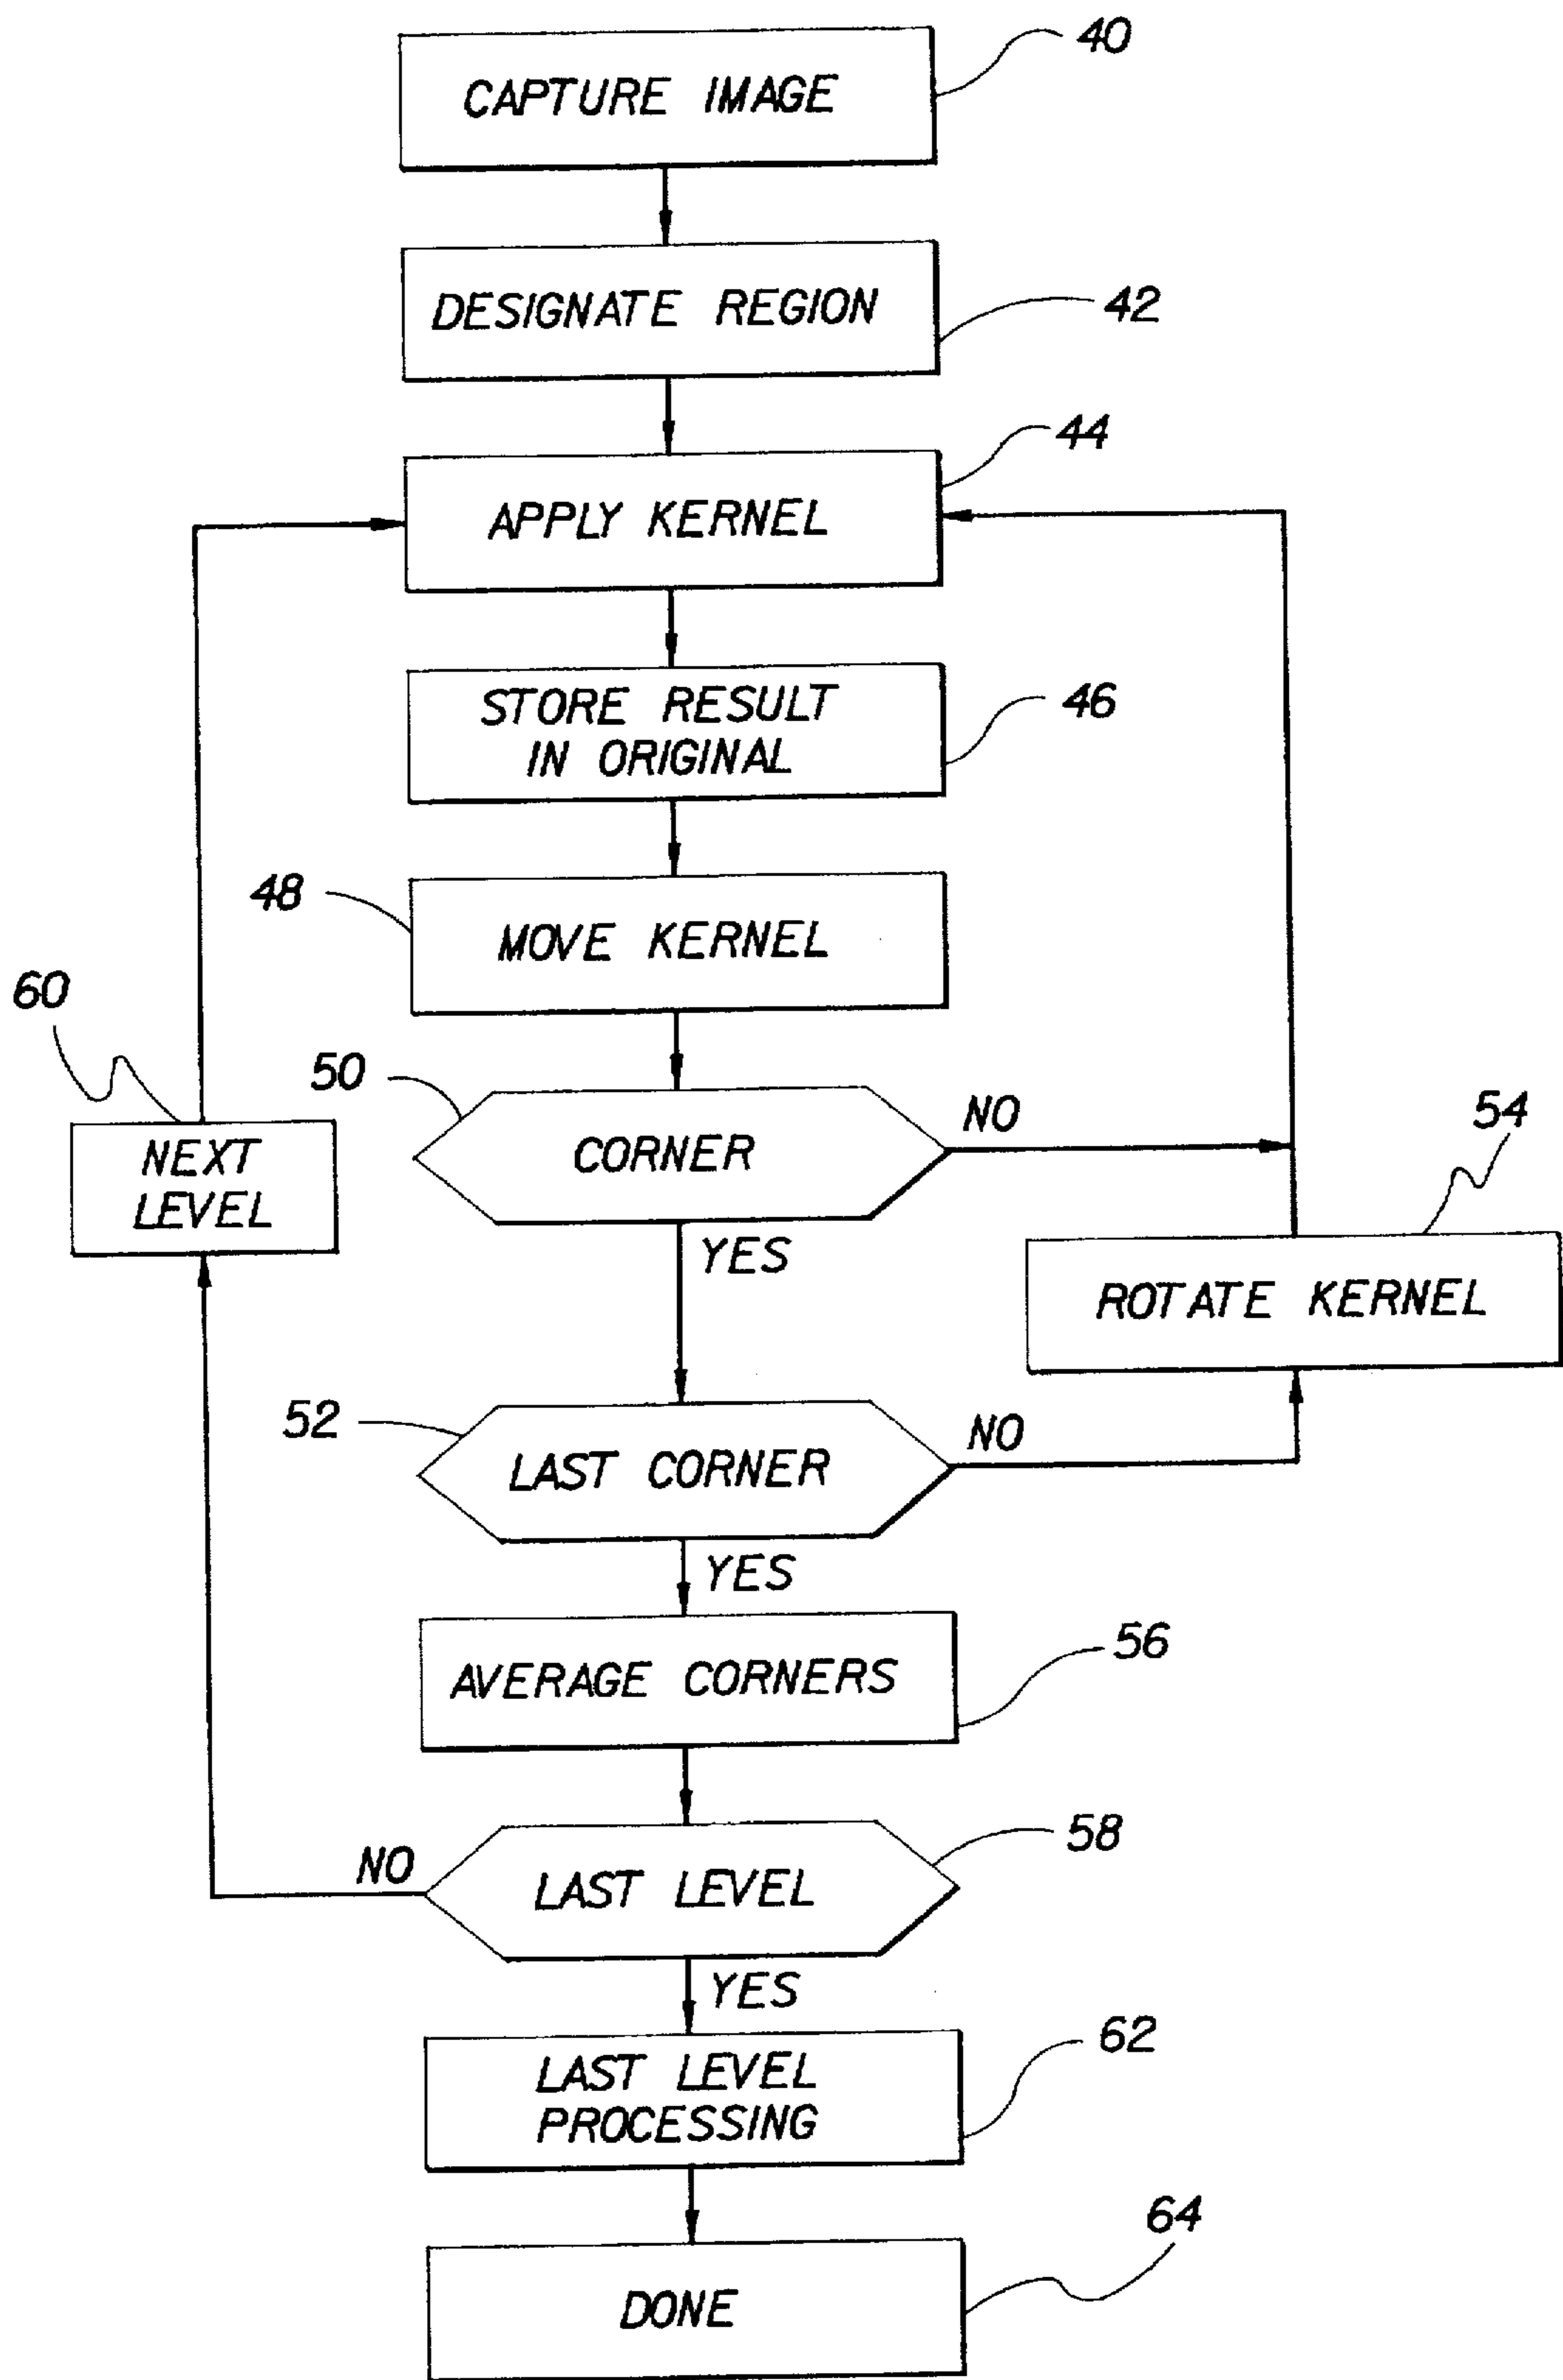 CAPTURE IMAGE
40
DESIGNATE REGION
42
APPLY KERNEL
44
STORE RESULT
IN ORIGINAL
46
MOVE KERNEL
48
CORNER
50
NO
YES
NEXT
LEVEL
60
ROTATE KERNEL
54
LAST CORNER
52
NO
YES
AVERAGE CORNERS
56
LAST LEVEL
58
NO
YES
LAST LEVEL
PROCESSING
62
DONE
64